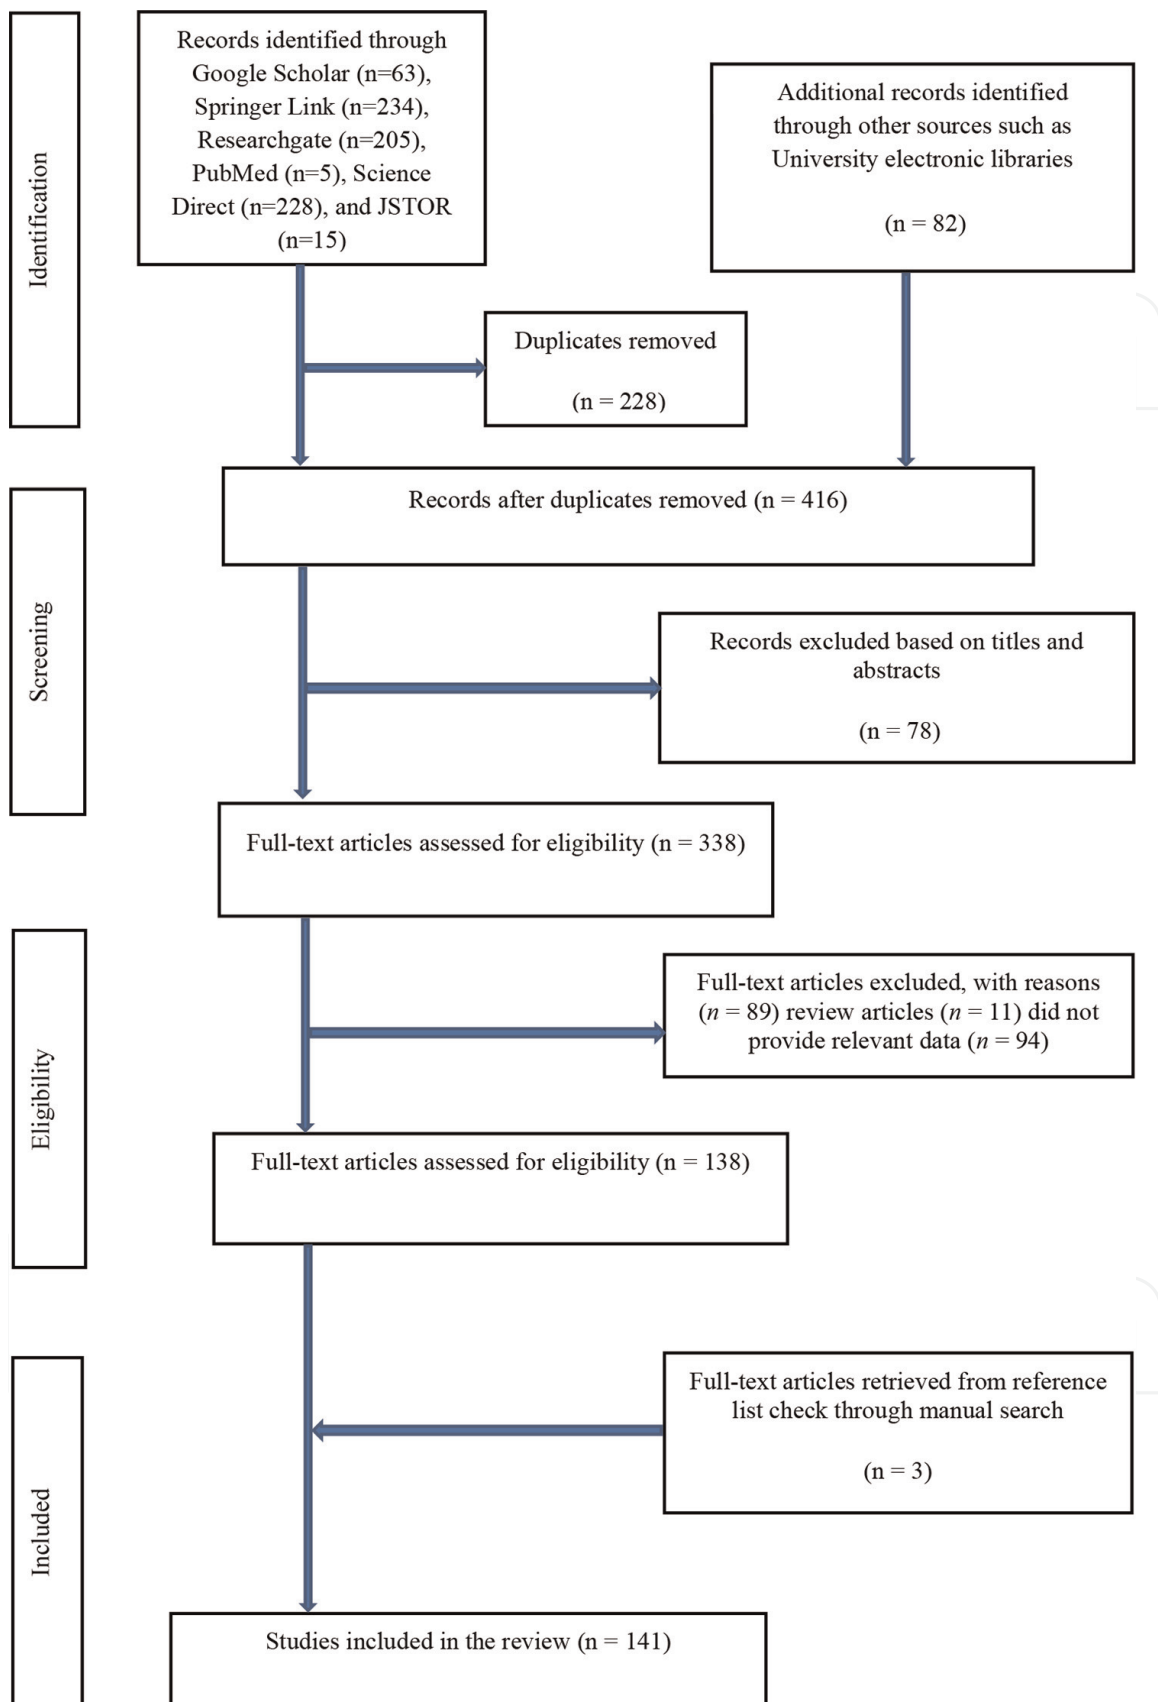 Identification
Records identified through
Google Scholar (n=63),
Springer Link (n=234),
Researchgate (n=205),
PubMed (n=5), Science
Direct (n=228), and JSTOR
(n=15)
Additional records identified
through other sources such as
University electronic libraries
(n = 82)
Duplicates removed
(n = 228)
Screening
Records after duplicates removed (n = 416)
Records excluded based on titles and
abstracts
(n = 78)
Full-text articles assessed for eligibility (n = 338)
Eligibility
Full-text articles excluded, with reasons
(n = 89) review articles (n = 11) did not
provide relevant data (n = 94)
Full-text articles assessed for eligibility (n = 138)
Included
Full-text articles retrieved from reference
list check through manual search
(n = 3)
Studies included in the review (n = 141)